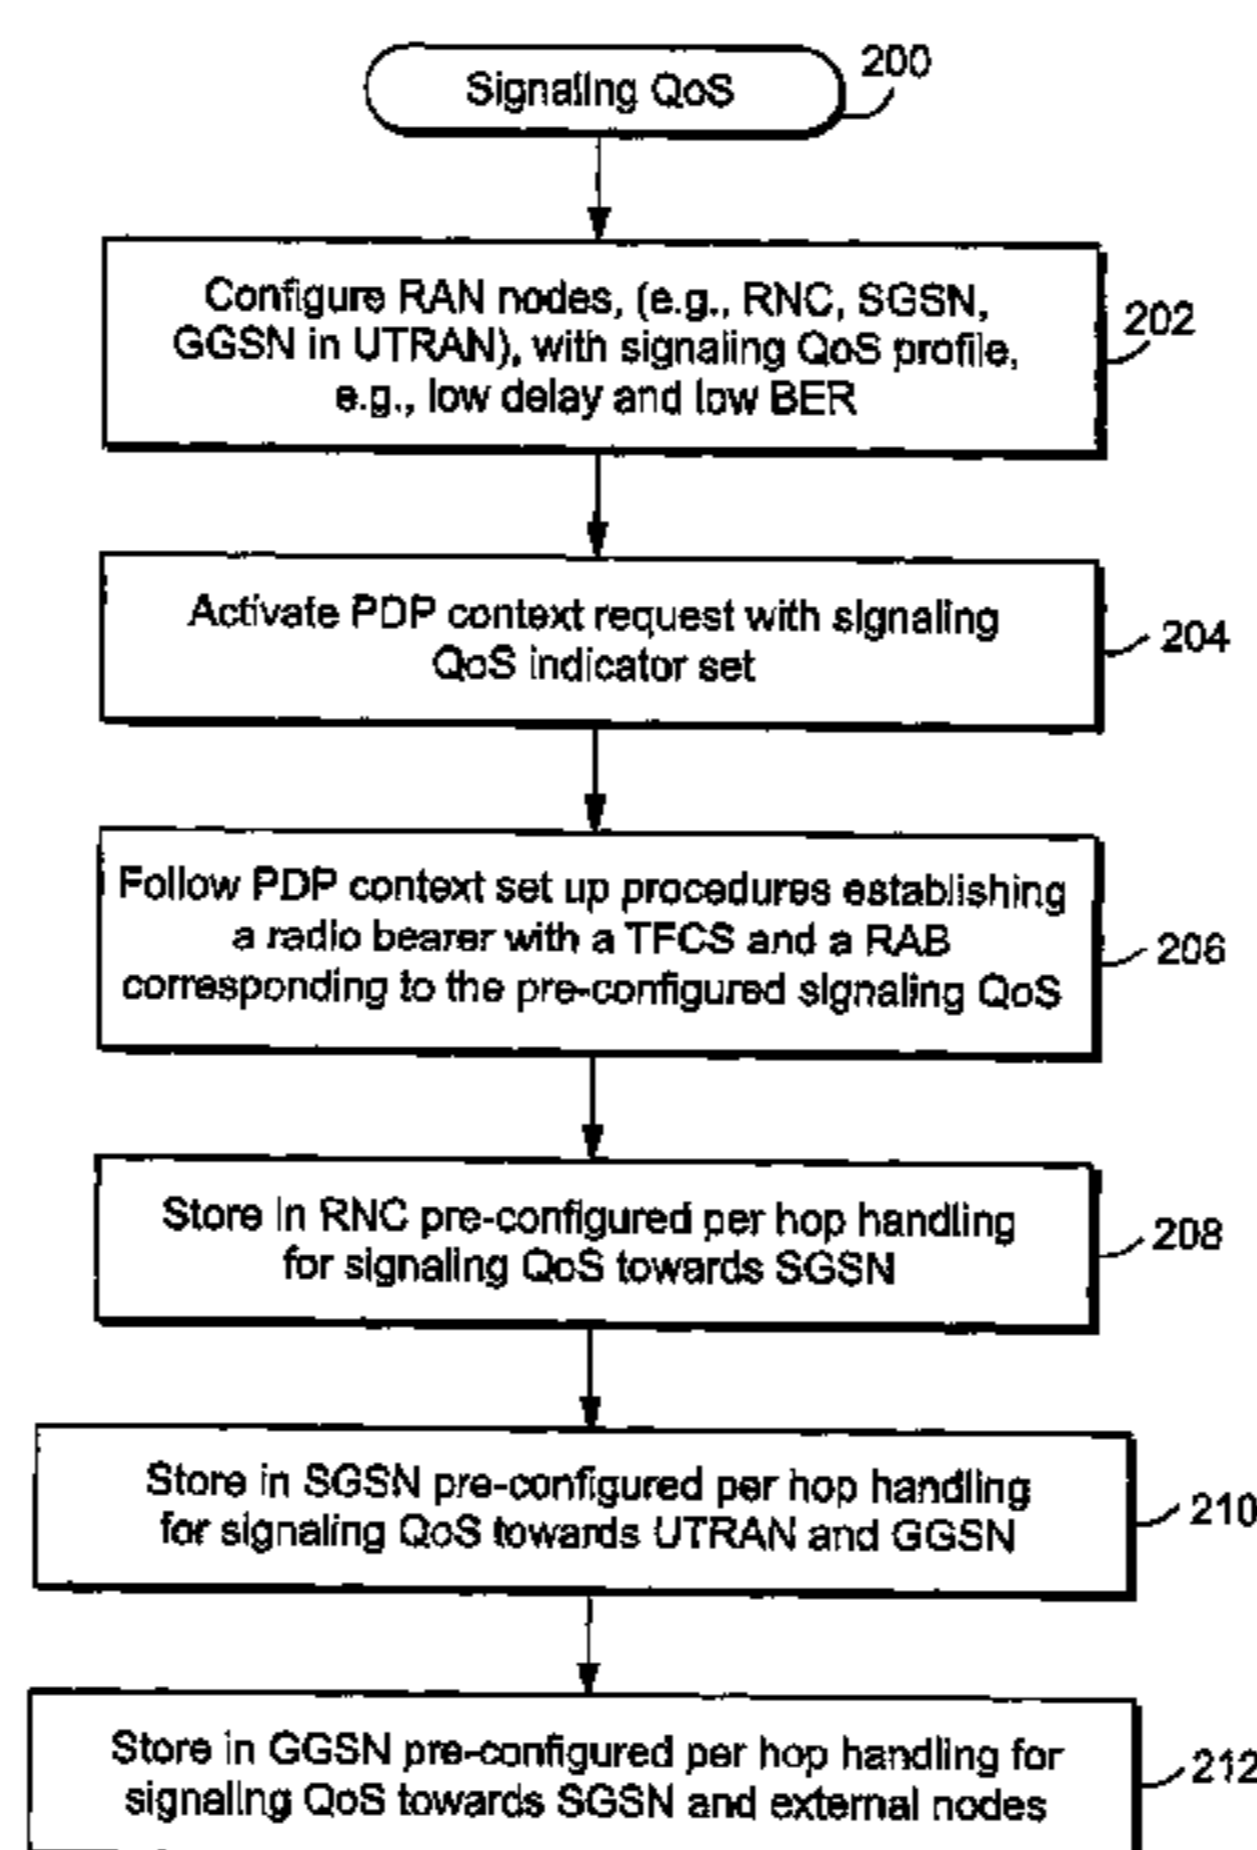 Signaling QoS
200
Configure RAN nodes, (e.g., RNC, SGSN,
GGSN in UTRAN), with signaling QoS profile,
e.g., low delay and low BER
202
Activate PDP context request with signaling
QoS indicator set
204
Follow PDP context set up procedures establishing
a radio bearer with a TFCS and a RAB
corresponding to the pre-configured signaling QoS
206
Store in RNC pre-configured per hop handling
for signaling QoS towards SGSN
208
Store in SGSN pre-configured per hop handling
for signaling QoS towards UTRAN and GGSN
210
Store in GGSN pre-configured per hop handling for
signaling QoS towards SGSN and external nodes
212